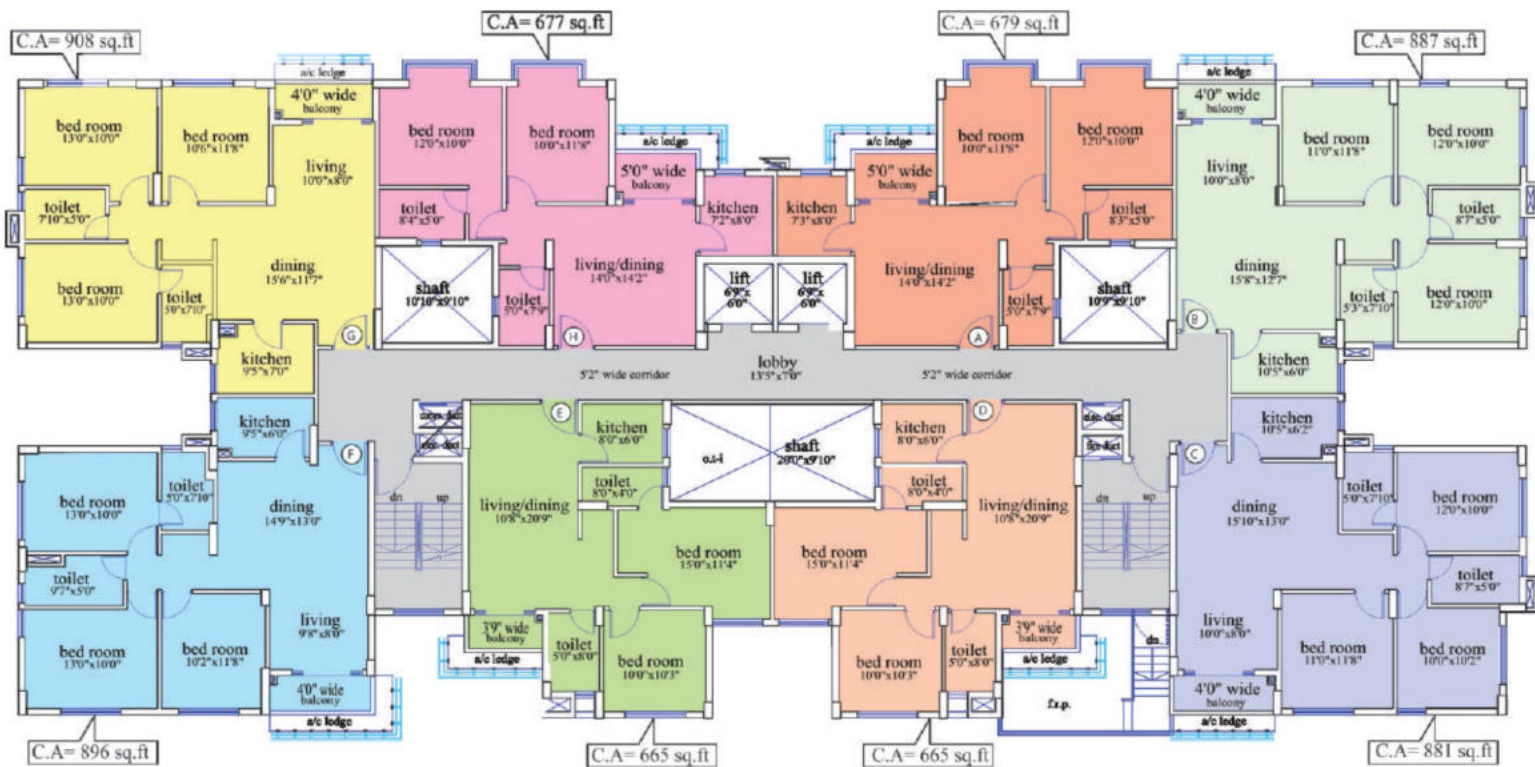 C.A= 908 sq.ft
C.A= 677 sq.ft
C.A= 679 sq.ft
C.A= 887 sq.ft
a/c ledge
4'0" wide
balcony
bed room
13'0"x10'0"
bed room
10'6"x11'8"
living
10'0"x8'0"
toilet
7'10"x5'0"
bed room
13'0"x10'0"
toilet
5'0"x7'10"
dining
15'6"x11'7"
kitchen
9'5"x7'0"
G
bed room
12'0"x10'0"
bed room
10'0"x11'8"
a/c ledge
5'0" wide
balcony
toilet
8'4"x5'0"
kitchen
7'2"x8'0"
living/dining
14'0"x14'2"
shaft
10'10"x9'10"
toilet
5'0"x7'9"
H
lift
6'9"x
6'0"
lift
6'9"x
6'0"
a/c ledge
5'0" wide
balcony
bed room
10'0"x11'8"
bed room
12'0"x10'0"
kitchen
7'3"x8'0"
toilet
8'3"x5'0"
living/dining
14'0"x14'2"
toilet
5'0"x7'9"
shaft
10'9"x9'10"
A
a/c ledge
4'0" wide
balcony
living
10'0"x8'0"
bed room
11'0"x11'8"
bed room
12'0"x10'0"
toilet
8'7"x5'0"
dining
15'8"x12'7"
toilet
5'3"x7'10"
bed room
12'0"x10'0"
B
kitchen
10'5"x6'0"
5'2" wide corridor
lobby
13'5"x7'0"
5'2" wide corridor
kitchen
9'5"x6'0"
F
bed room
13'0"x10'0"
toilet
5'0"x7'10"
dining
14'9"x13'0"
toilet
9'7"x5'0"
bed room
13'0"x10'0"
bed room
10'2"x11'8"
living
9'8"x8'0"
4'0" wide
balcony
a/c ledge
dn
up
E
kitchen
8'0"x6'0"
toilet
8'0"x4'0"
living/dining
10'8"x20'9"
bed room
15'0"x11'4"
3'9" wide
balcony
a/c ledge
toilet
5'0"x8'0"
bed room
10'0"x10'3"
shaft
20'0"x9'10"
D
kitchen
8'0"x6'0"
toilet
8'0"x4'0"
living/dining
10'8"x20'9"
bed room
15'0"x11'4"
bed room
10'0"x10'3"
toilet
5'0"x8'0"
3'9" wide
balcony
a/c ledge
dn
up
dn
f.r.p.
kitchen
10'5"x6'2"
C
dining
15'10"x13'0"
toilet
5'0"x7'10"
bed room
12'0"x10'0"
toilet
8'7"x5'0"
living
10'0"x8'0"
bed room
11'0"x11'8"
bed room
10'0"x10'2"
4'0" wide
balcony
a/c ledge
C.A= 896 sq.ft
C.A= 665 sq.ft
C.A= 665 sq.ft
C.A= 881 sq.ft